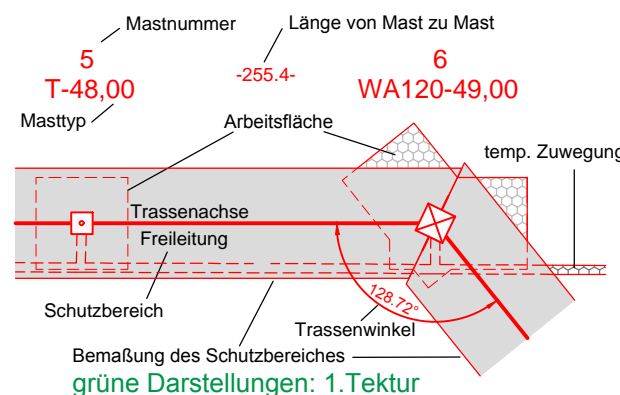 Mastnummer
Länge von Mast zu Mast
5
-255.4-
6
T-48,00
WA120-49,00
Masttyp
Arbeitsfläche
temp. Zuwegung
Trassenachse
Freileitung
128.72°
Schutzbereich
Trassenwinkel
Bemaßung des Schutzbereiches
grüne Darstellungen: 1.Tektur